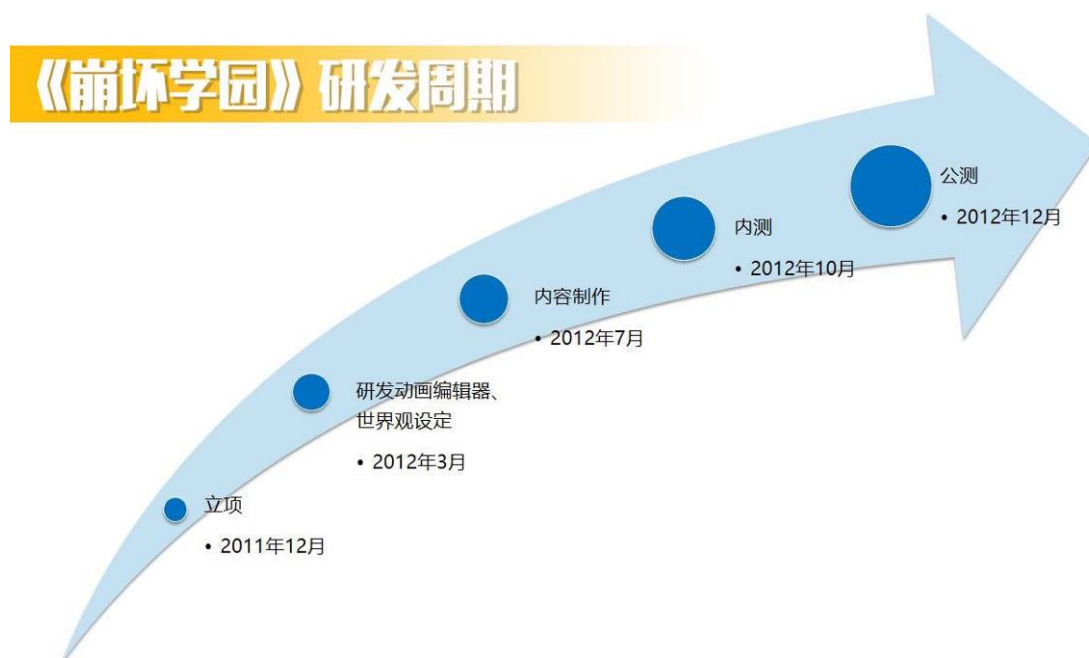 《崩坏学园》研发周期
公测
• 2012年12月
内测
• 2012年10月
内容制作
• 2012年7月
研发动画编辑器、
世界观设定
• 2012年3月
立项
• 2011年12月